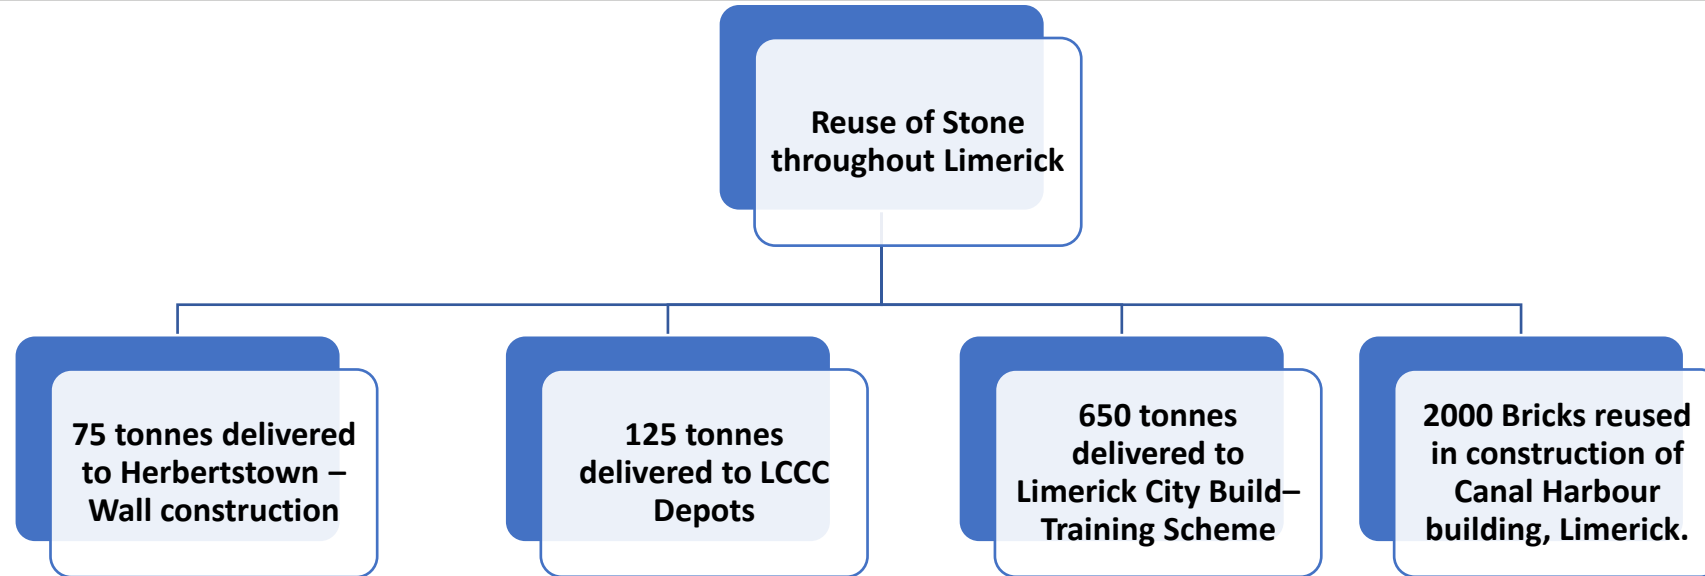 Reuse of Stone
throughout Limerick
75 tonnes delivered
to Herbertstown –
Wall construction
125 tonnes
delivered to LCCC
Depots
650 tonnes
delivered to
Limerick City Build–
Training Scheme
2000 Bricks reused
in construction of
Canal Harbour
building, Limerick.